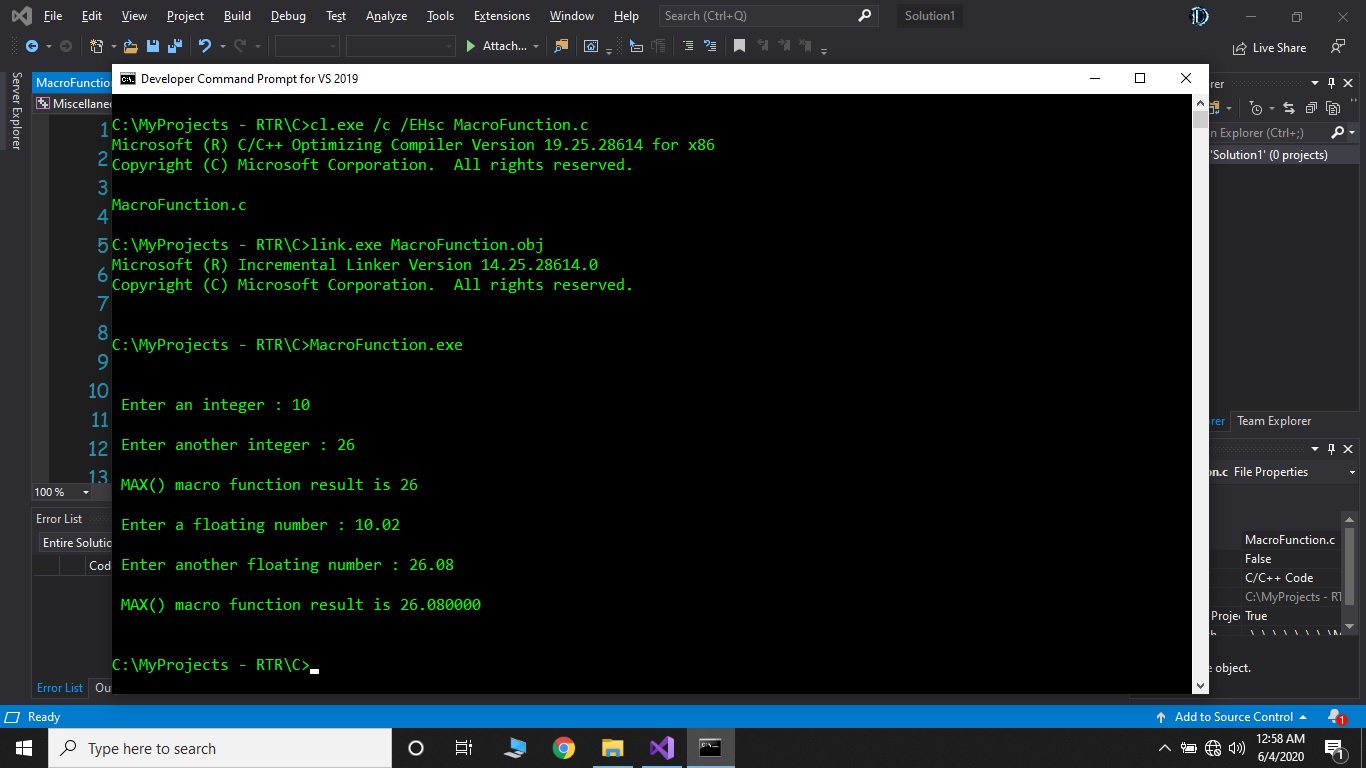 File Edit View Project Build Debug Test Analyze Tools Extensions Window Help Search (Ctrl+Q) Solution1
Attach... Live Share
Server Explorer
MacroFunctio
Miscellane
Developer Command Prompt for VS 2019
1
2
3
4
5
6
7
8
9
10
11
12
13
C:\MyProjects - RTR\C>cl.exe /c /EHsc MacroFunction.c
Microsoft (R) C/C++ Optimizing Compiler Version 19.25.28614 for x86
Copyright (C) Microsoft Corporation.  All rights reserved.
MacroFunction.c
C:\MyProjects - RTR\C>link.exe MacroFunction.obj
Microsoft (R) Incremental Linker Version 14.25.28614.0
Copyright (C) Microsoft Corporation.  All rights reserved.
C:\MyProjects - RTR\C>MacroFunction.exe
Enter an integer : 10
Enter another integer : 26
MAX() macro function result is 26
Enter a floating number : 10.02
Enter another floating number : 26.08
MAX() macro function result is 26.080000
C:\MyProjects - RTR\C>
rer
n Explorer (Ctrl+;)
'Solution1' (0 projects)
rer Team Explorer
on.c File Properties
MacroFunction.c
False
C/C++ Code
C:\MyProjects - RT
Projec True
e object.
100 %
Error List
Entire Solutio
Cod
Error List Ou
Ready Add to Source Control 1
Type here to search
12:58 AM
6/4/2020
1